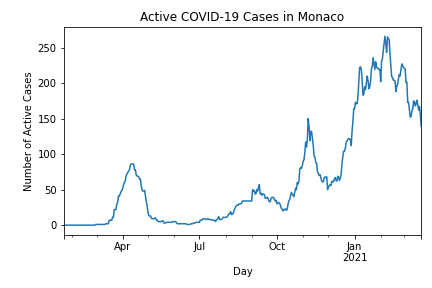 Active COVID-19 Cases in Monaco
Number of Active Cases
250
200
150
100
50
0
Apr
Jul
Oct
Jan
2021
Day